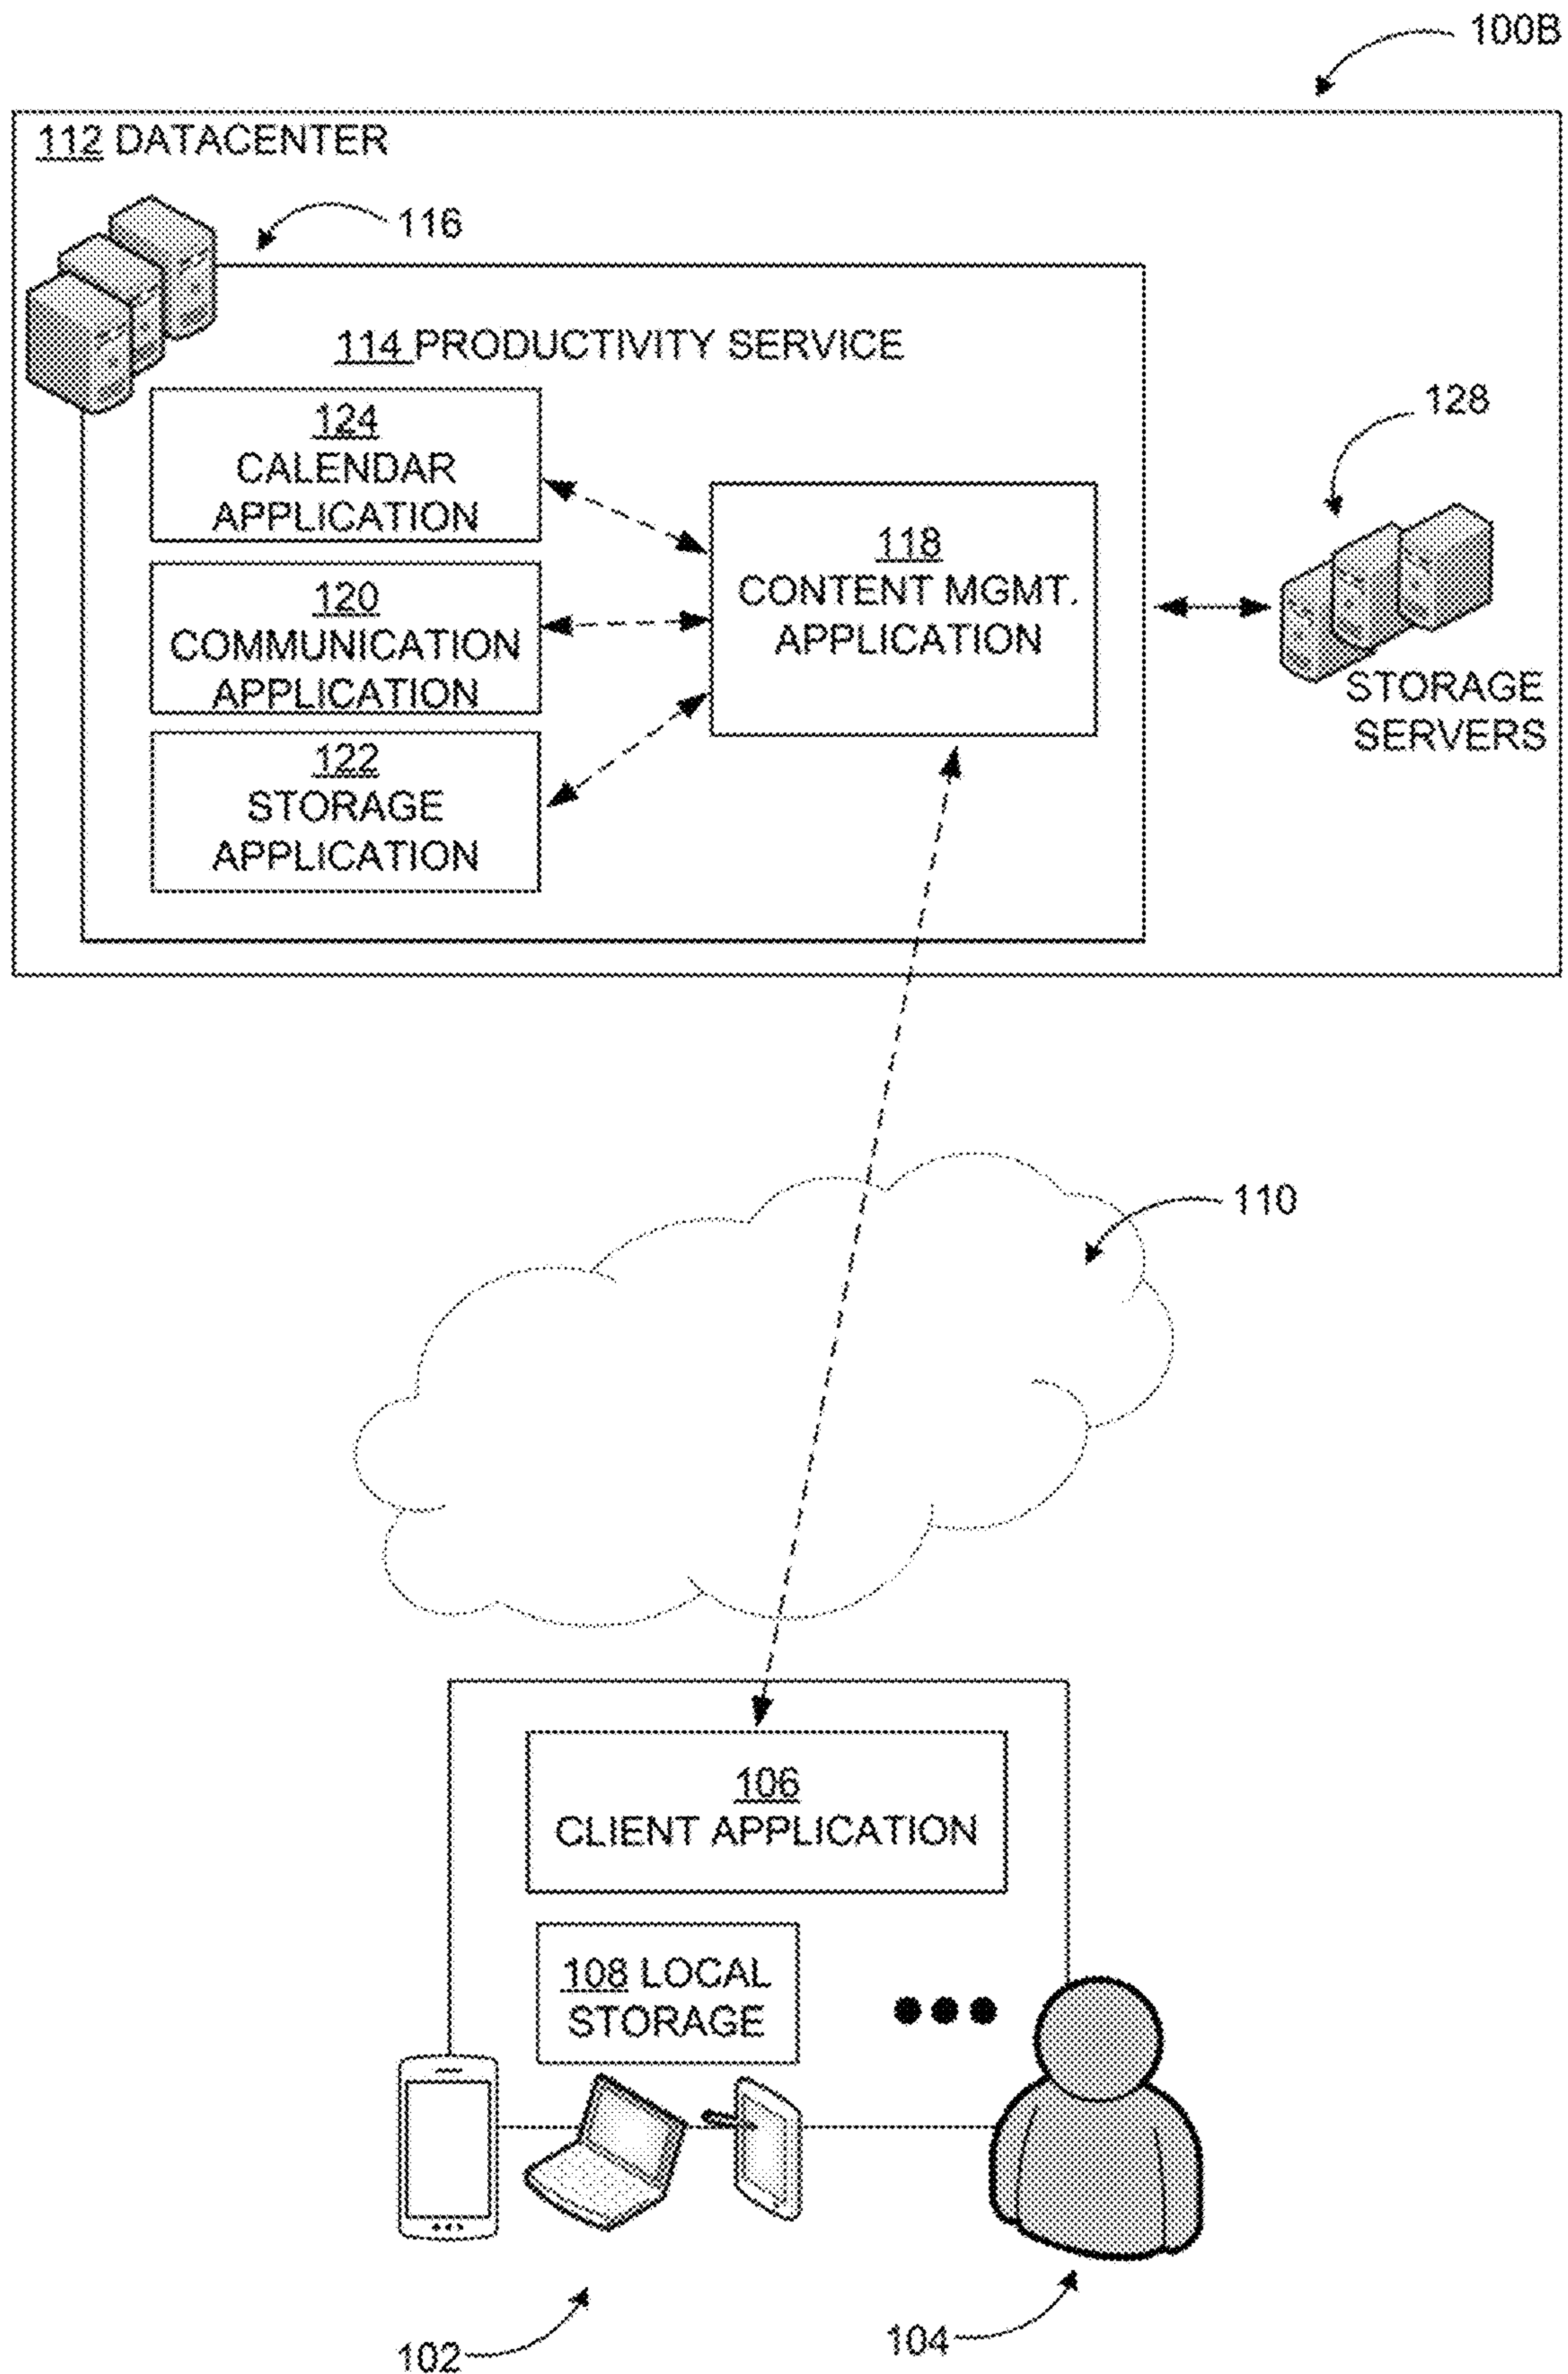 100B
112 DATACENTER
116
114 PRODUCTIVITY SERVICE
124
CALENDAR
APPLICATION
120
COMMUNICATION
APPLICATION
122
STORAGE
APPLICATION
118
CONTENT MGMT.
APPLICATION
128
STORAGE
SERVERS
110
106
CLIENT APPLICATION
108 LOCAL
STORAGE
102
104